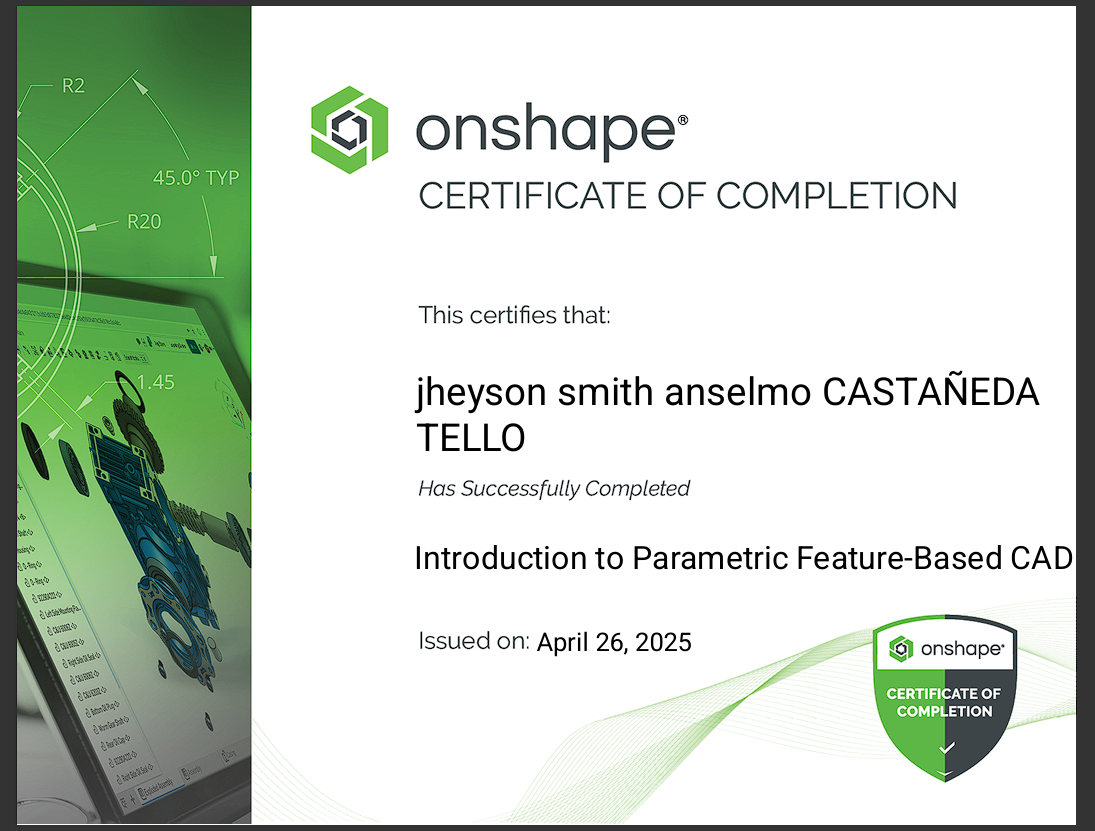 R2
45.0° TYP
R20
1.45
onshape®
CERTIFICATE OF COMPLETION
This certifies that:
jheyson smith anselmo CASTAÑEDA
TELLO
Has Successfully Completed
Introduction to Parametric Feature-Based CAD
Issued on: April 26, 2025
onshape
CERTIFICATE OF
COMPLETION